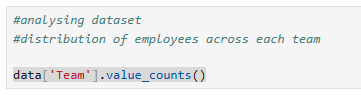 #analysing dataset
#distribution of employees across each team
data['Team'].value_counts()